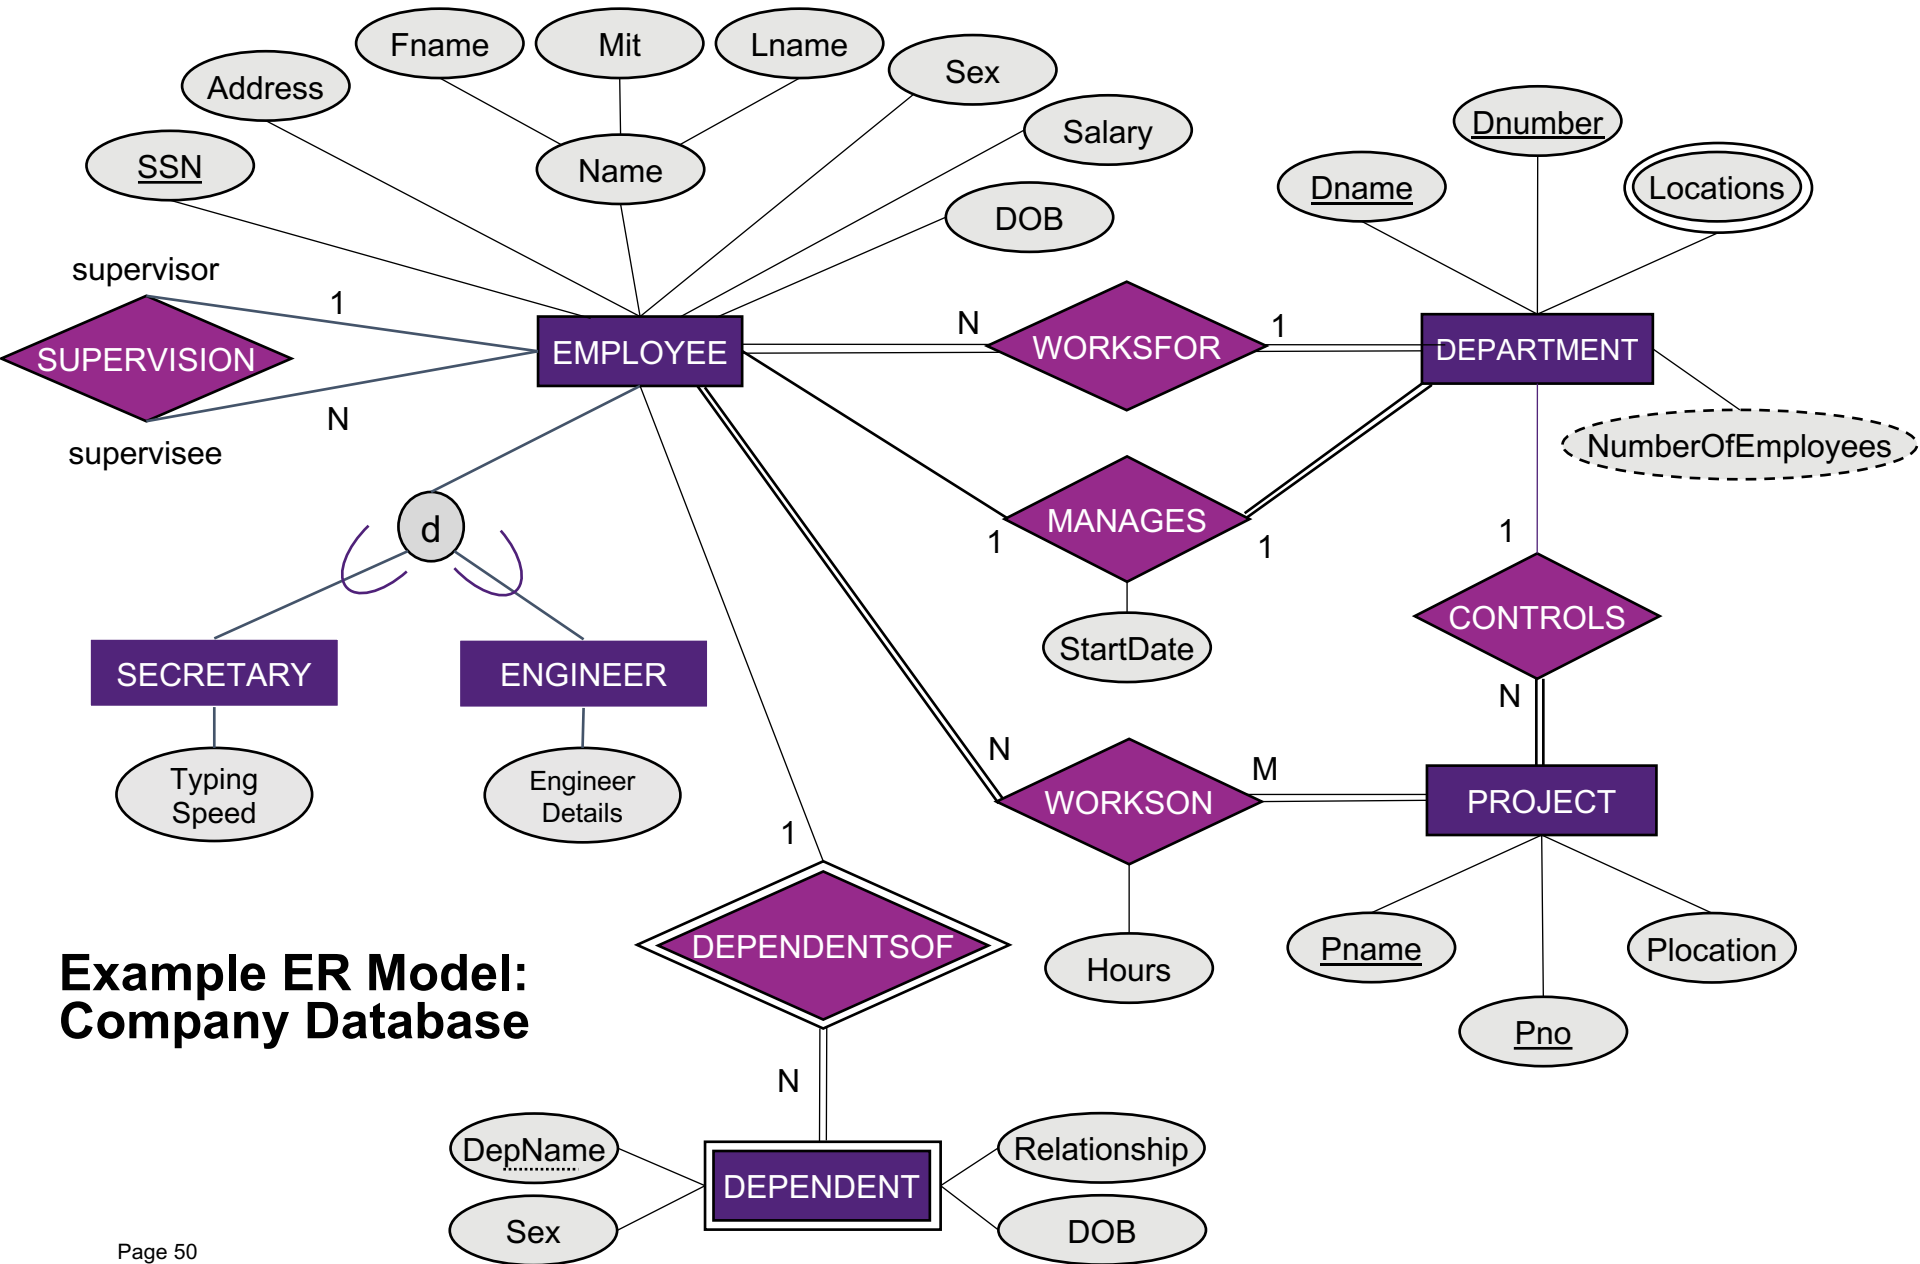 Fname
Mit
Lname
Sex
Address
Salary
Dnumber
SSN
Name
Dname
Locations
DOB
supervisor
1
N
1
SUPERVISION
EMPLOYEE
WORKSFOR
DEPARTMENT
N
supervisee
NumberOfEmployees
d
1
MANAGES
1
1
CONTROLS
StartDate
SECRETARY
ENGINEER
N
Typing
Speed
Engineer
Details
N
M
WORKSON
PROJECT
1
DEPENDENTSOF
Hours
Pname
Plocation
Example ER Model:
Company Database
Pno
N
DepName
Relationship
DEPENDENT
Sex
DOB
Page 50